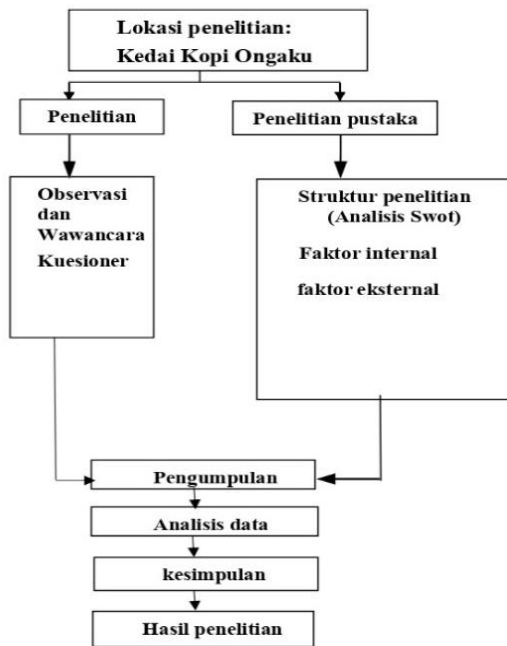 Lokasi penelitian:
Kedai Kopi Ongaku
Penelitian
Penelitian pustaka
Observasi
dan
Wawancara
Kuesioner
Struktur penelitian
(Analisis Swot)
Faktor internal
faktor eksternal
Pengumpulan
Analisis data
kesimpulan
Hasil penelitian